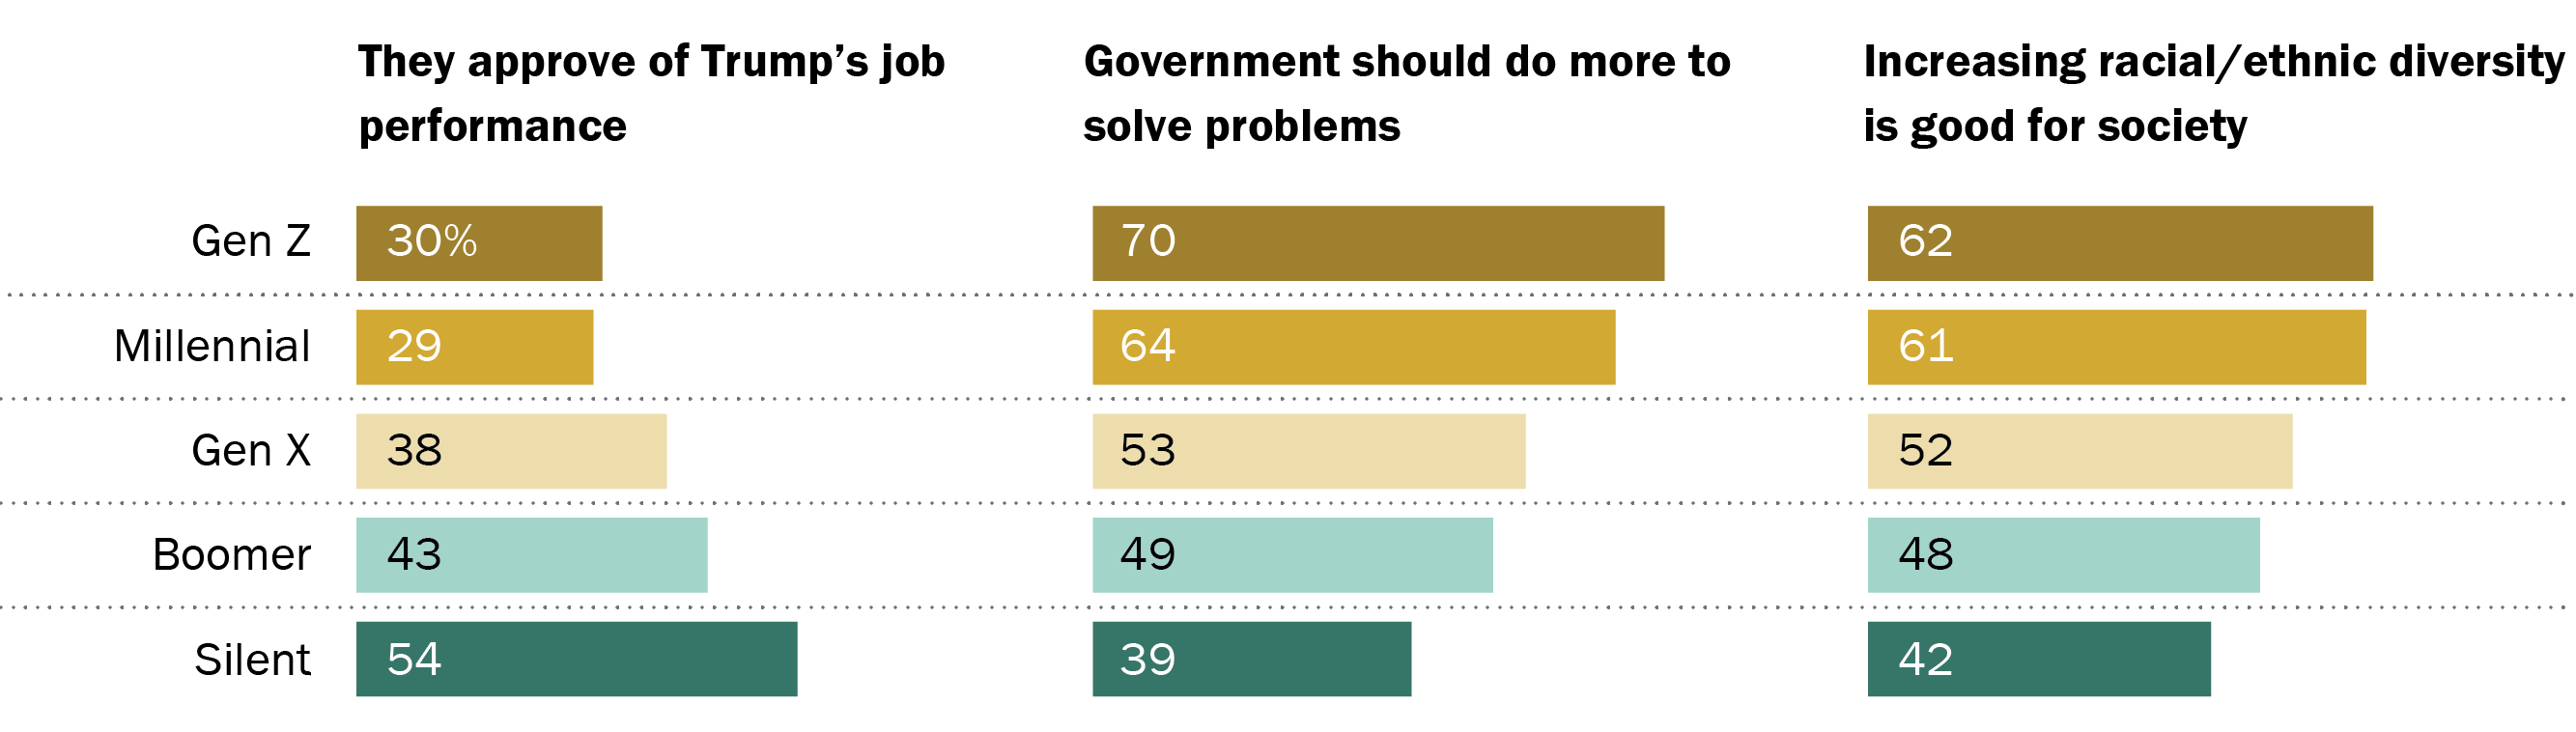 They approve of Trump’s job performance
Government should do more to solve problems
Increasing racial/ethnic diversity is good for society
Gen Z 30% 70 62
Millennial 29 64 61
Gen X 38 53 52
Boomer 43 49 48
Silent 54 39 42